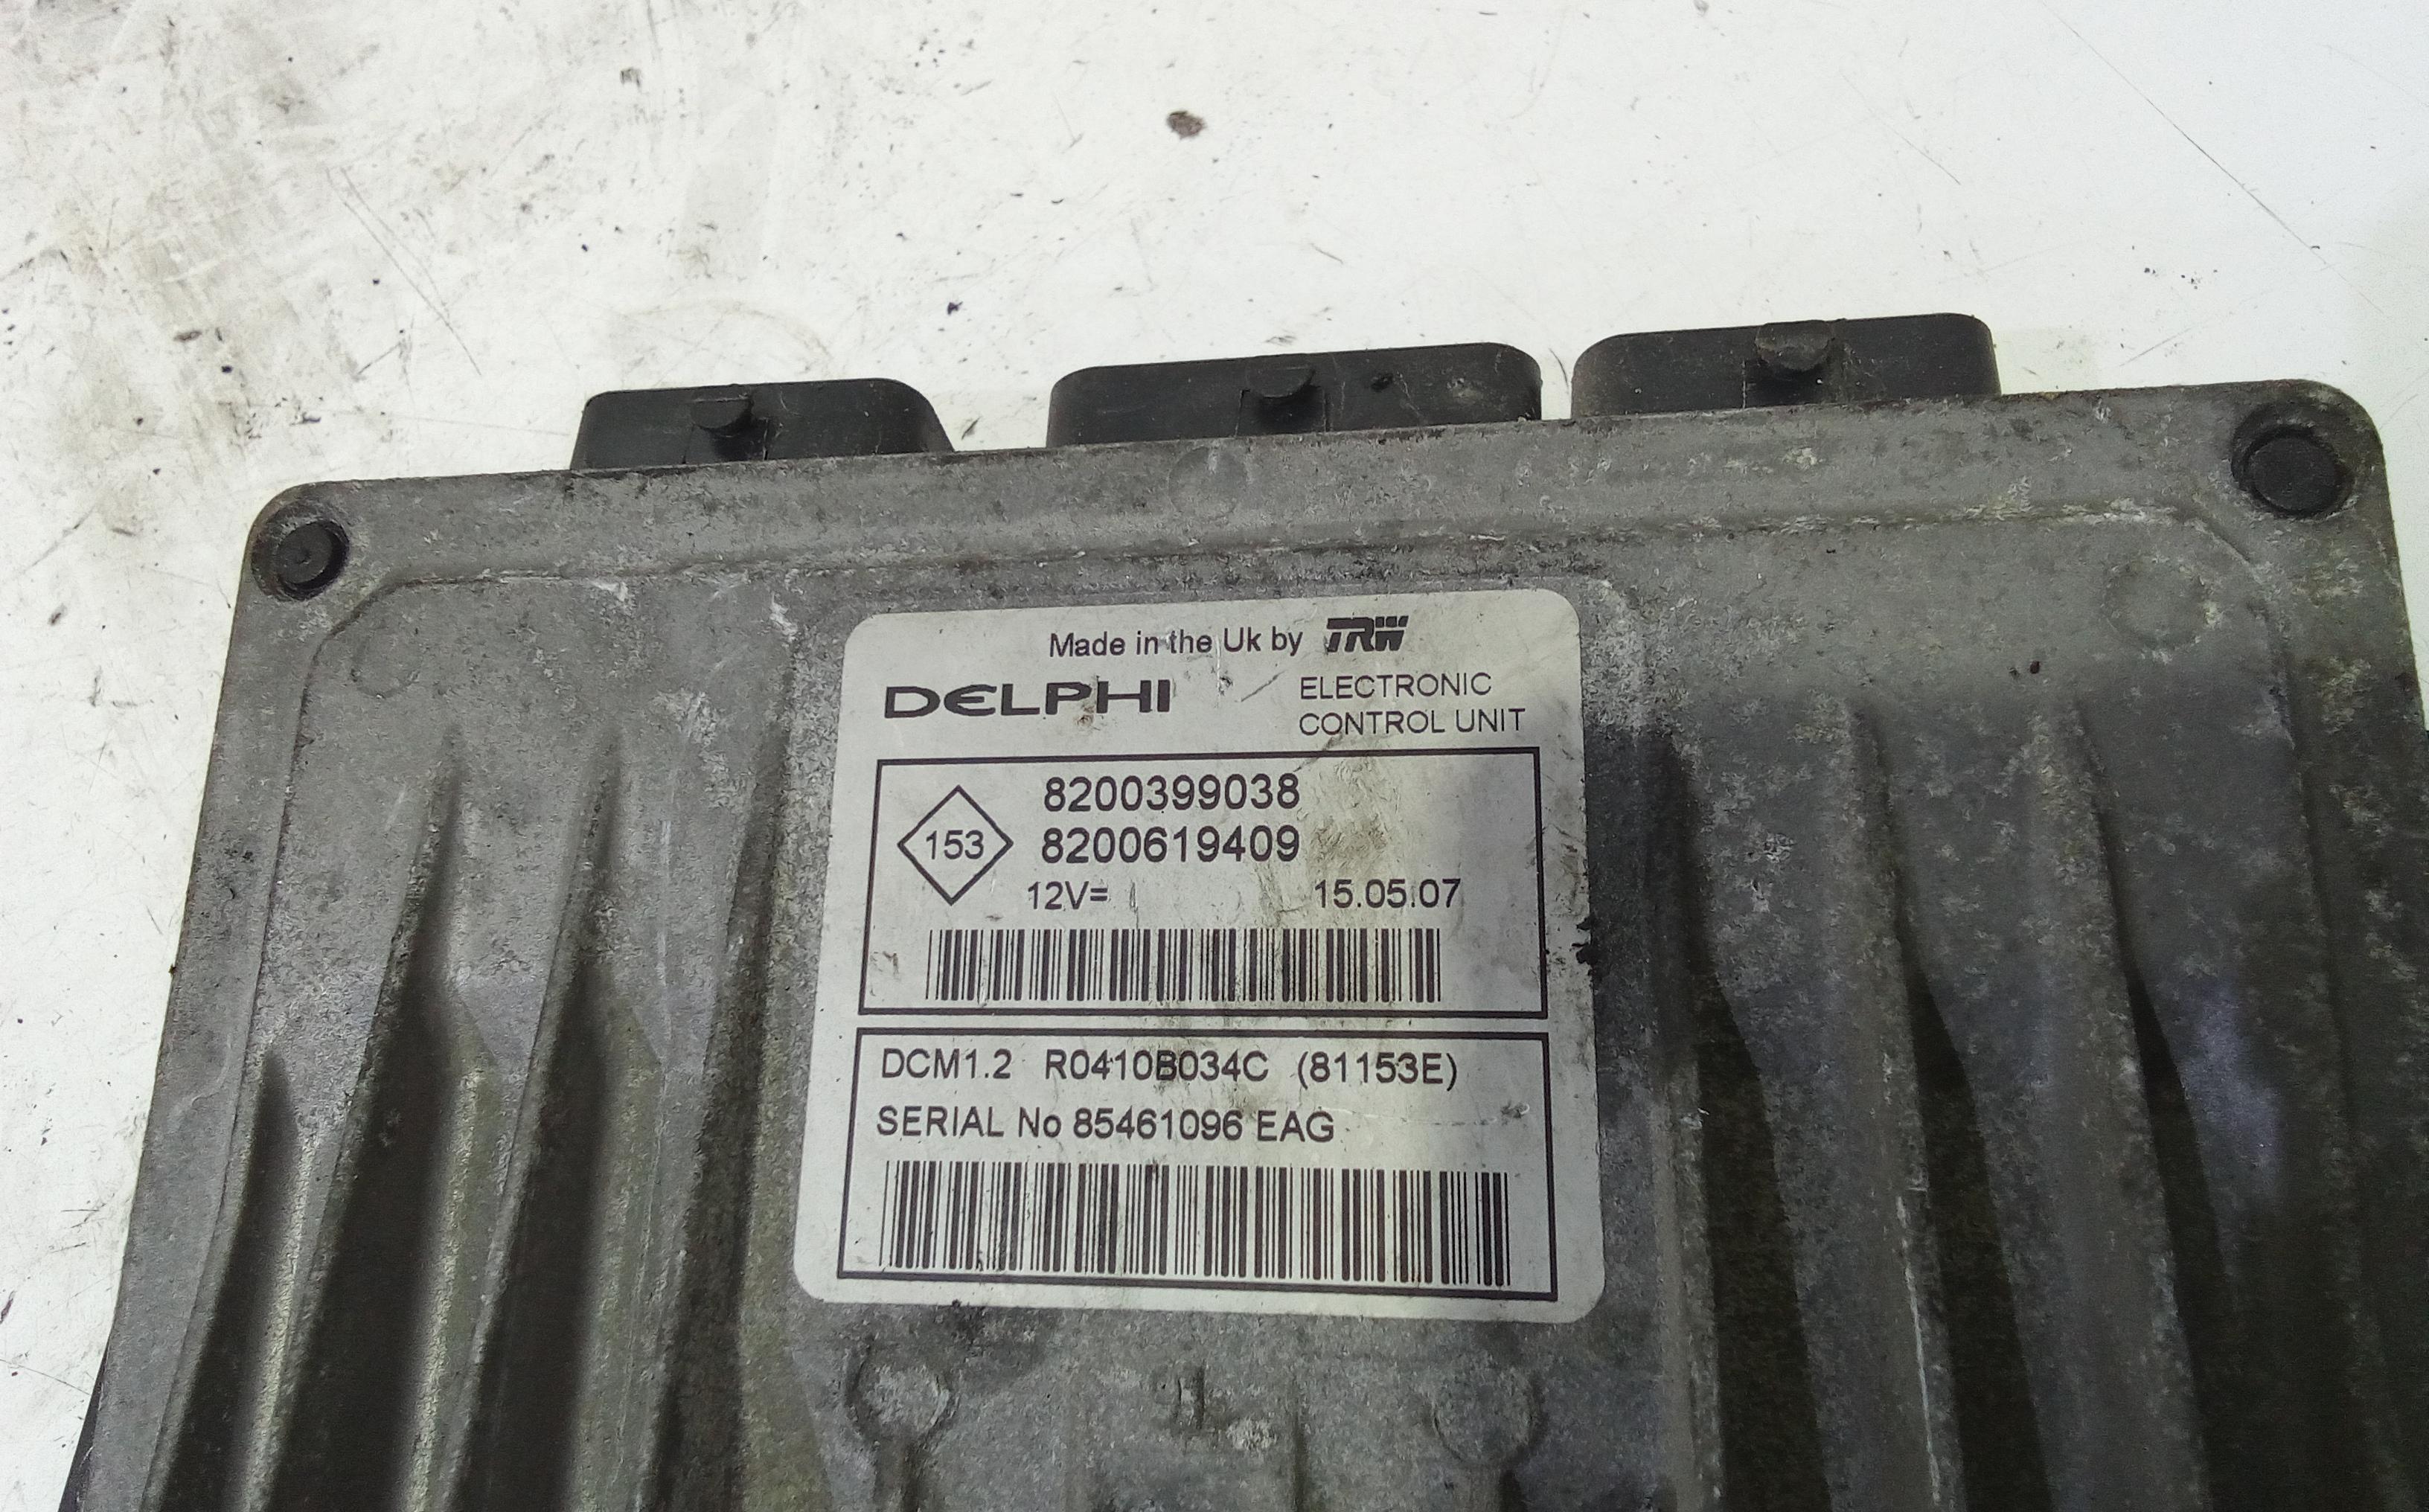 Made in the Uk by TRW
DELPHI
ELECTRONIC
CONTROL UNIT
8200399038
153
8200619409
12V=
15.05.07
DCM1.2 R0410B034C (81153E)
SERIAL No 85461096 EAG